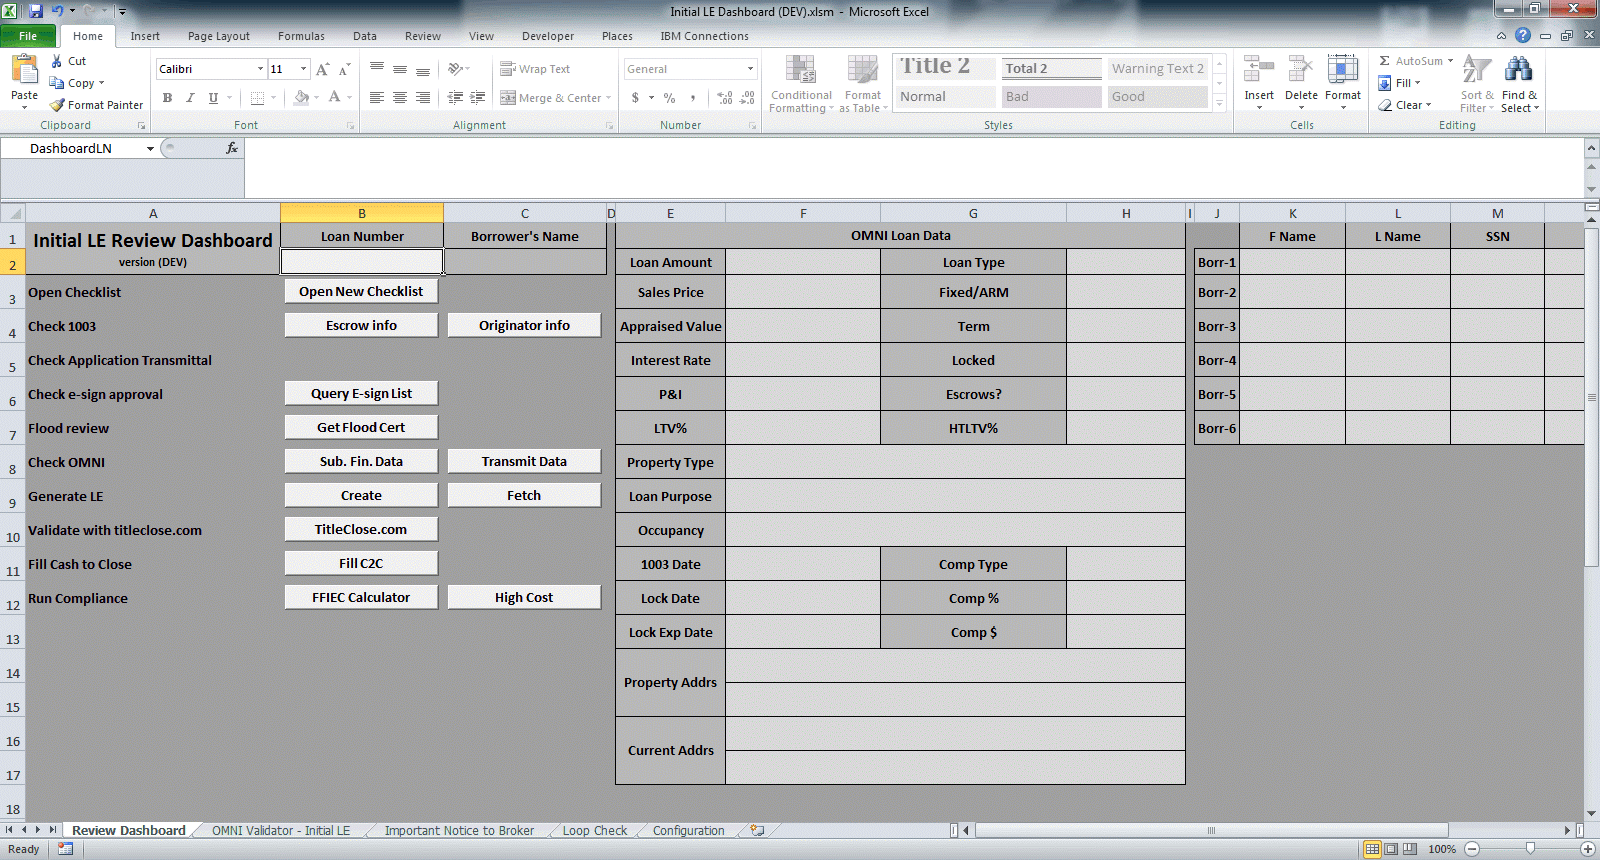 Initial LE Dashboard (DEV).xlsm - Microsoft Excel
File Home Insert Page Layout Formulas Data Review View Developer Places IBM Connections
Paste Cut Copy Format Painter
Clipboard
Calibri 11
B I U A
Font
Wrap Text
Merge & Center
Alignment
General
$ % ,
Number
Conditional Formatting
Format as Table
Title 2 Total 2 Warning Text 2
Normal Bad Good
Styles
Insert Delete Format
Cells
Σ AutoSum
Fill
Clear
Sort & Filter
Find & Select
Editing
DashboardLN fx
A B C D E F G H I J K L M
1 Initial LE Review Dashboard Loan Number Borrower's Name OMNI Loan Data F Name L Name SSN
2 version (DEV) Loan Amount Loan Type Borr-1
3 Open Checklist Open New Checklist Sales Price Fixed/ARM Borr-2
4 Check 1003 Escrow info Originator info Appraised Value Term Borr-3
5 Check Application Transmittal Interest Rate Locked Borr-4
6 Check e-sign approval Query E-sign List P&I Escrows? Borr-5
7 Flood review Get Flood Cert LTV% HTLTV% Borr-6
8 Check OMNI Sub. Fin. Data Transmit Data Property Type
9 Generate LE Create Fetch Loan Purpose
10 Validate with titleclose.com TitleClose.com Occupancy
11 Fill Cash to Close Fill C2C 1003 Date Comp Type
12 Run Compliance FFIEC Calculator High Cost Lock Date Comp %
13 Lock Exp Date Comp $
14 Property Addrs
15
16 Current Addrs
17
18
Review Dashboard OMNI Validator - Initial LE Important Notice to Broker Loop Check Configuration
Ready 100%